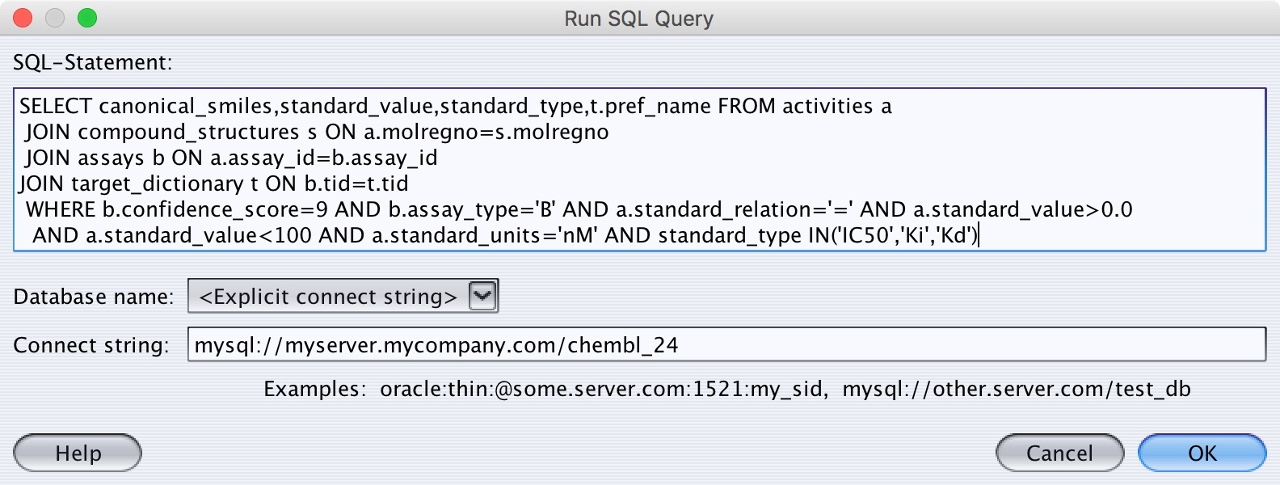 Run SQL Query
SQL-Statement:
SELECT canonical_smiles,standard_value,standard_type,t.pref_name FROM activities a
JOIN compound_structures s ON a.molregno=s.molregno
JOIN assays b ON a.assay_id=b.assay_id
JOIN target_dictionary t ON b.tid=t.tid
WHERE b.confidence_score=9 AND b.assay_type='B' AND a.standard_relation='=' AND a.standard_value>0.0
AND a.standard_value<100 AND a.standard_units='nM' AND standard_type IN('IC50','Ki','Kd')
Database name: <Explicit connect string>
Connect string: mysql://myserver.mycompany.com/chembl_24
Examples: oracle:thin:@some.server.com:1521:my_sid, mysql://other.server.com/test_db
Help Cancel OK